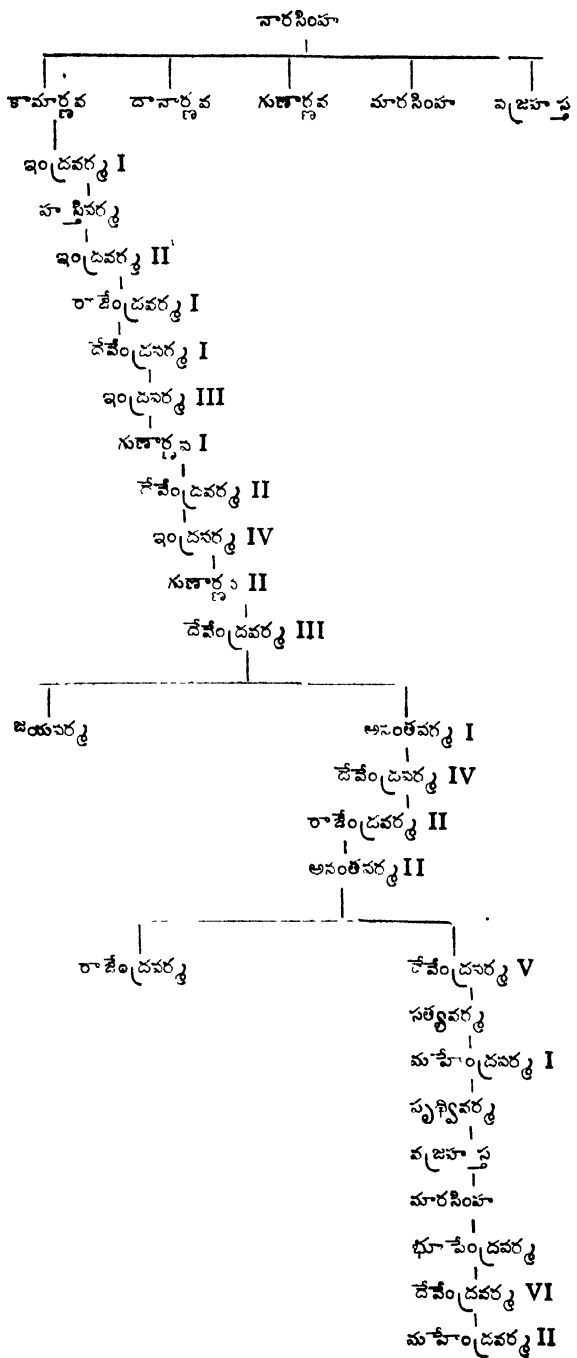 నారసింహ
కామార్ణవ దానార్ణవ గుణార్ణవ మారసింహ వజ్రహస్త
ఇంద్రవర్మ I
హస్తివర్మ
ఇంద్రవర్మ II
రాజేంద్రవర్మ I
దేవేంద్రవర్మ I
ఇంద్రవర్మ III
గుణార్ణవ I
దేవేంద్రవర్మ II
ఇంద్రవర్మ IV
గుణార్ణవ II
దేవేంద్రవర్మ III
జయవర్మ అనంతవర్మ I
దేవేంద్రవర్మ IV
రాజేంద్రవర్మ II
అనంతవర్మ II
రాజేంద్రవర్మ దేవేంద్రవర్మ V
సత్యవర్మ
మహేంద్రవర్మ I
పృథ్వివర్మ
వజ్రహస్త
మారసింహ
భూపేంద్రవర్మ
దేవేంద్రవర్మ VI
మహేంద్రవర్మ II